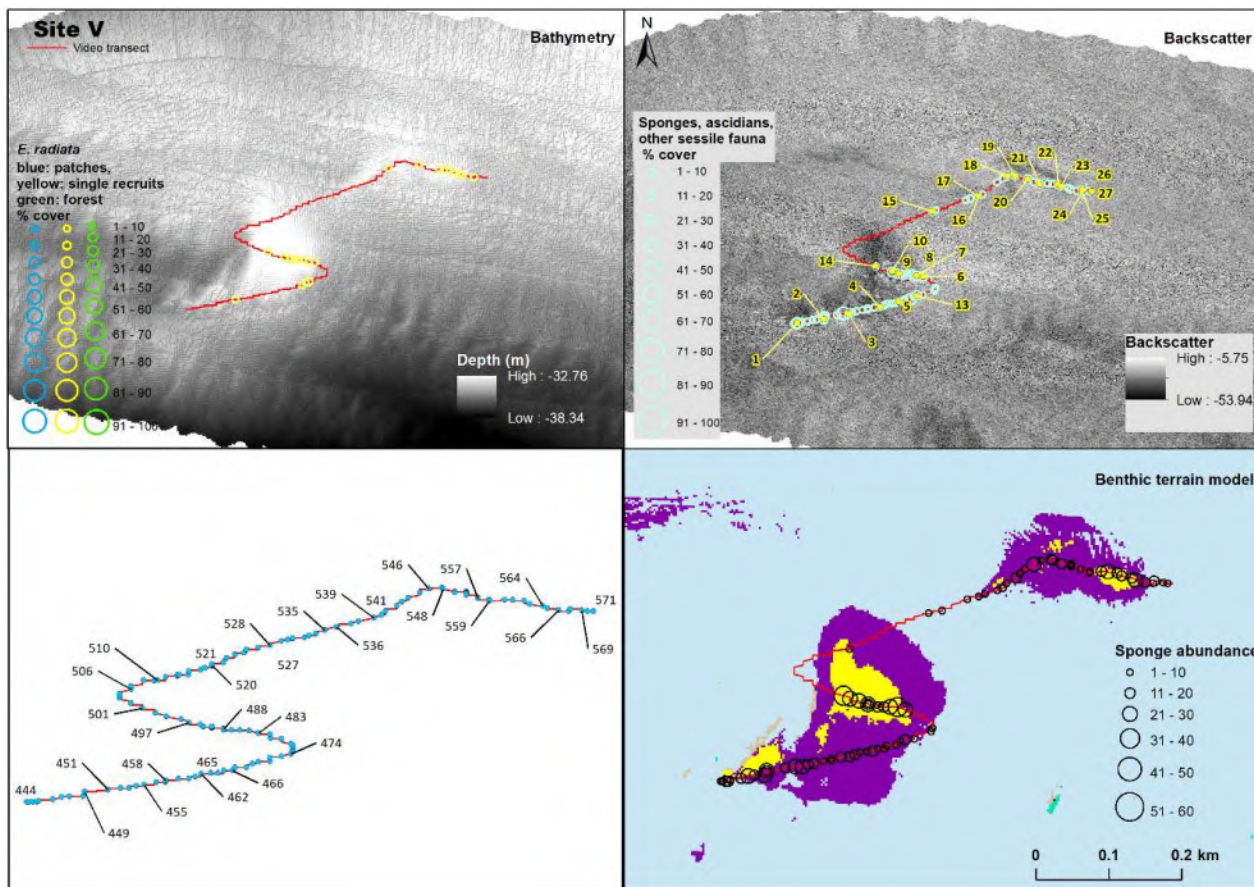 Site V
Video transect
Bathymetry
E. radiata
blue: patches,
yellow: single recruits
green: forest
% cover
1 - 10
11 - 20
21 - 30
31 - 40
41 - 50
51 - 60
61 - 70
71 - 80
81 - 90
91 - 100
Depth (m)
High : -32.76
Low : -38.34
N
Backscatter
Sponges, ascidians,
other sessile fauna
% cover
1 - 10
11 - 20
21 - 30
31 - 40
41 - 50
51 - 60
61 - 70
71 - 80
81 - 90
91 - 100
19
21
22
18
23
26
17
27
15
20
16
24
25
10
7
14
9
8
6
4
2
5
13
3
1
Backscatter
High : -5.75
Low : -53.94
546
557
564
539
541
571
535
548
528
559
566
569
536
510
521
527
506
520
501
488
483
497
474
451
458
465
466
444
462
455
449
Benthic terrain model
Sponge abundance
1 - 10
11 - 20
21 - 30
31 - 40
41 - 50
51 - 60
0 0.1 0.2 km